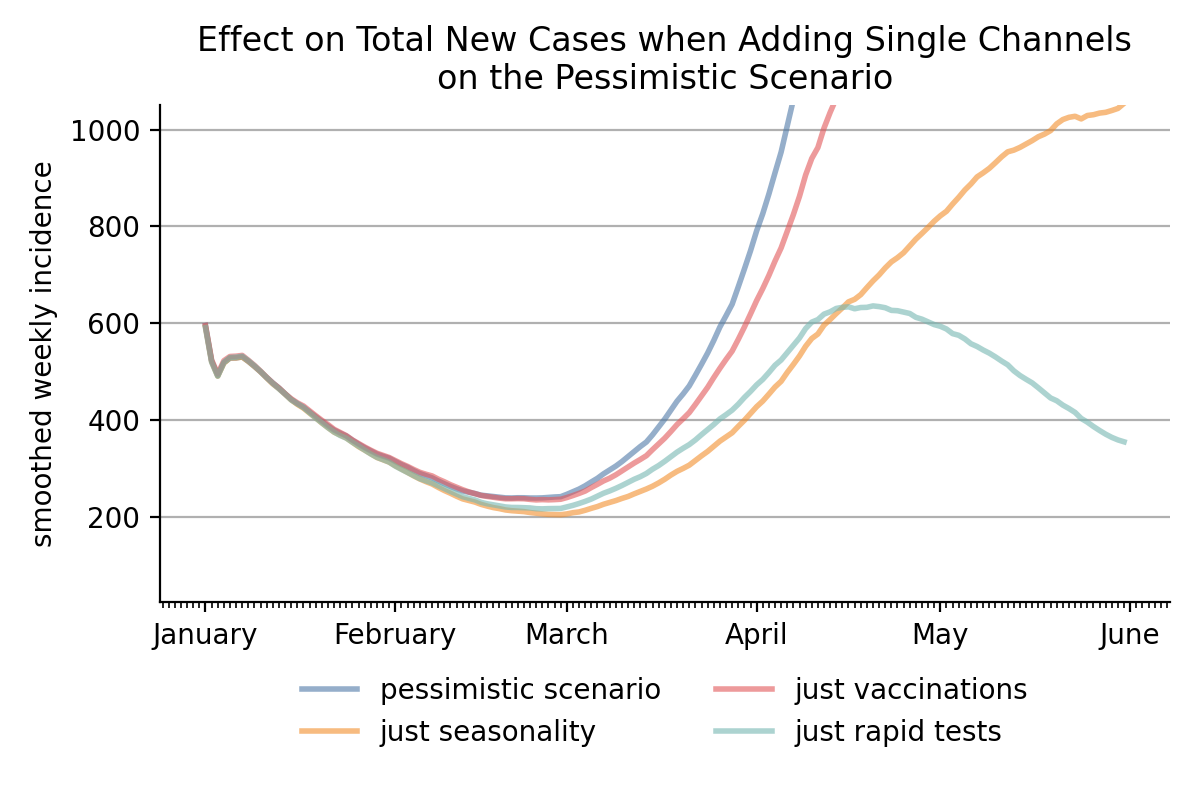 Effect on Total New Cases when Adding Single Channels
on the Pessimistic Scenario
smoothed weekly incidence
1000
800
600
400
200
January February March April May June
pessimistic scenario just vaccinations
just seasonality just rapid tests